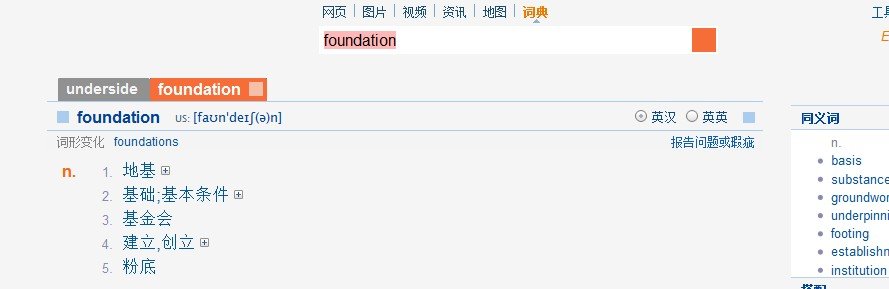 网页 图片 视频 资讯 地图 词典
foundation
underside foundation
foundation us: [faʊn'deɪʃ(ə)n] 英汉 英英
词形变化 foundations 报告问题或瑕疵
n. 1. 地基
2. 基础;基本条件
3. 基金会
4. 建立,创立
5. 粉底
同义词
n.
basis
substance
footing
institution